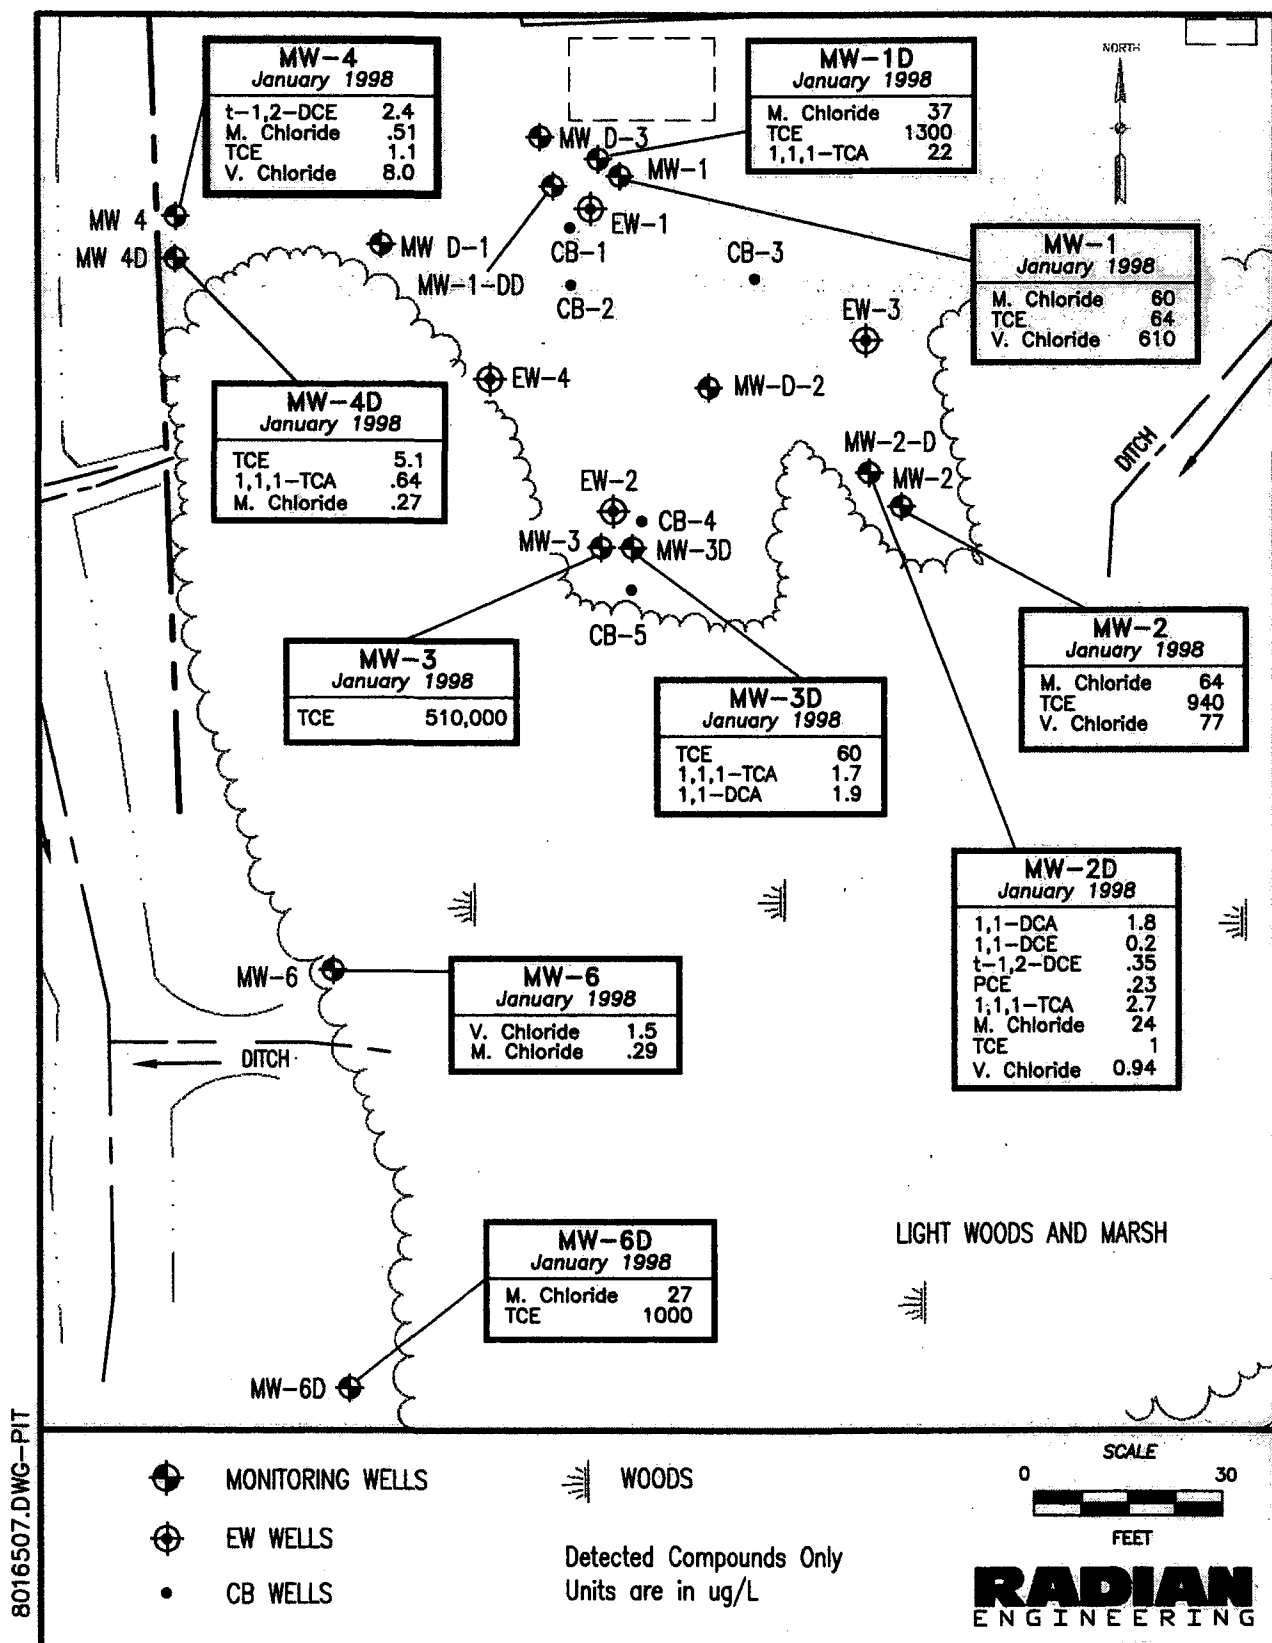 MW-4
January 1998
t-1,2-DCE 2.4
M. Chloride .51
TCE 1.1
V. Chloride 8.0
MW-1D
January 1998
M. Chloride 37
TCE 1300
1,1,1-TCA 22
NORTH
MW D-3
MW-1
MW 4
EW-1
MW 4D
MW D-1
CB-1
CB-3
MW-1-DD
CB-2
MW-1
January 1998
M. Chloride 60
TCE 64
V. Chloride 610
EW-3
EW-4
MW-D-2
MW-4D
January 1998
TCE 5.1
1,1,1-TCA .64
M. Chloride .27
MW-2-D
MW-2
DITCH
EW-2
CB-4
MW-3
MW-3D
CB-5
MW-3
January 1998
TCE 510,000
MW-3D
January 1998
TCE 60
1,1,1-TCA 1.7
1,1-DCA 1.9
MW-2
January 1998
M. Chloride 64
TCE 940
V. Chloride 77
MW-2D
January 1998
1,1-DCA 1.8
1,1-DCE 0.2
t-1,2-DCE .35
PCE .23
1,1,1-TCA 2.7
M. Chloride 24
TCE 1
V. Chloride 0.94
MW-6
MW-6
January 1998
V. Chloride 1.5
M. Chloride .29
DITCH
LIGHT WOODS AND MARSH
MW-6D
January 1998
M. Chloride 27
TCE 1000
MW-6D
8016507.DWG-PIT
MONITORING WELLS
EW WELLS
CB WELLS
WOODS
Detected Compounds Only
Units are in ug/L
SCALE
0 30
FEET
RADIAN
ENGINEERING